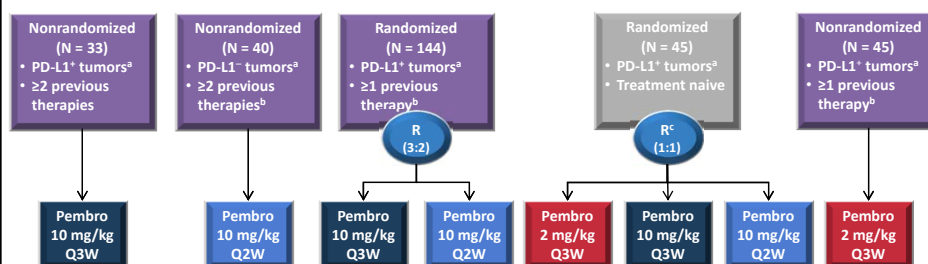 Nonrandomized
(N = 33)
• PD-L1⁺ tumorsᵃ
• ≥2 previous
therapies
Nonrandomized
(N = 40)
• PD-L1⁻ tumorsᵃ
• ≥2 previous
therapiesᵇ
Randomized
(N = 144)
• PD-L1⁺ tumorsᵃ
• ≥1 previous
therapyᵇ
R
(3:2)
Randomized
(N = 45)
• PD-L1⁺ tumorsᵃ
• Treatment naive
Rᶜ
(1:1)
Nonrandomized
(N = 45)
• PD-L1⁺ tumorsᵃ
• ≥1 previous
therapyᵇ
Pembro
10 mg/kg
Q3W
Pembro
10 mg/kg
Q2W
Pembro
10 mg/kg
Q3W
Pembro
10 mg/kg
Q2W
Pembro
2 mg/kg
Q3W
Pembro
10 mg/kg
Q3W
Pembro
10 mg/kg
Q2W
Pembro
2 mg/kg
Q3W